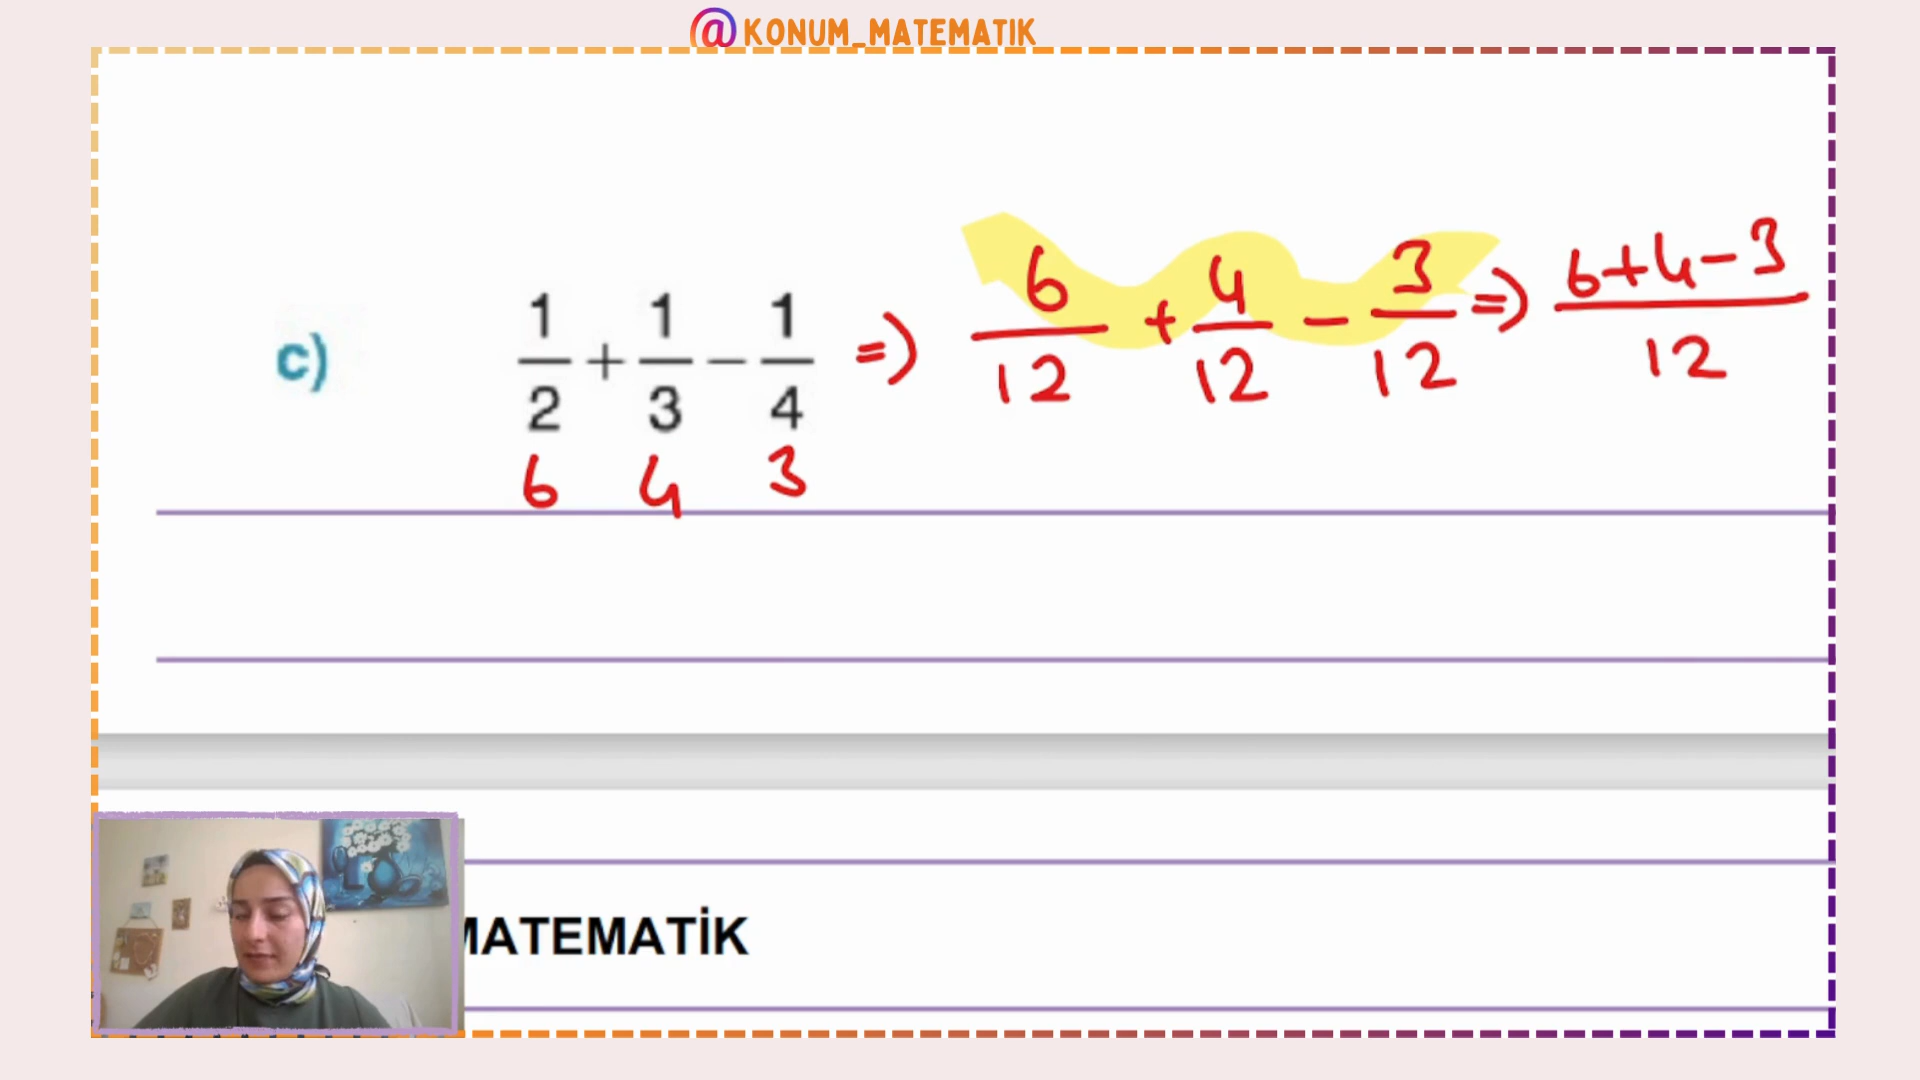 @KONUM_MATEMATIK
c) 1/2 + 1/3 − 1/4 => 6/12 + 4/12 − 3/12 => (6+4−3)/12
6 4 3
MATEMATİK